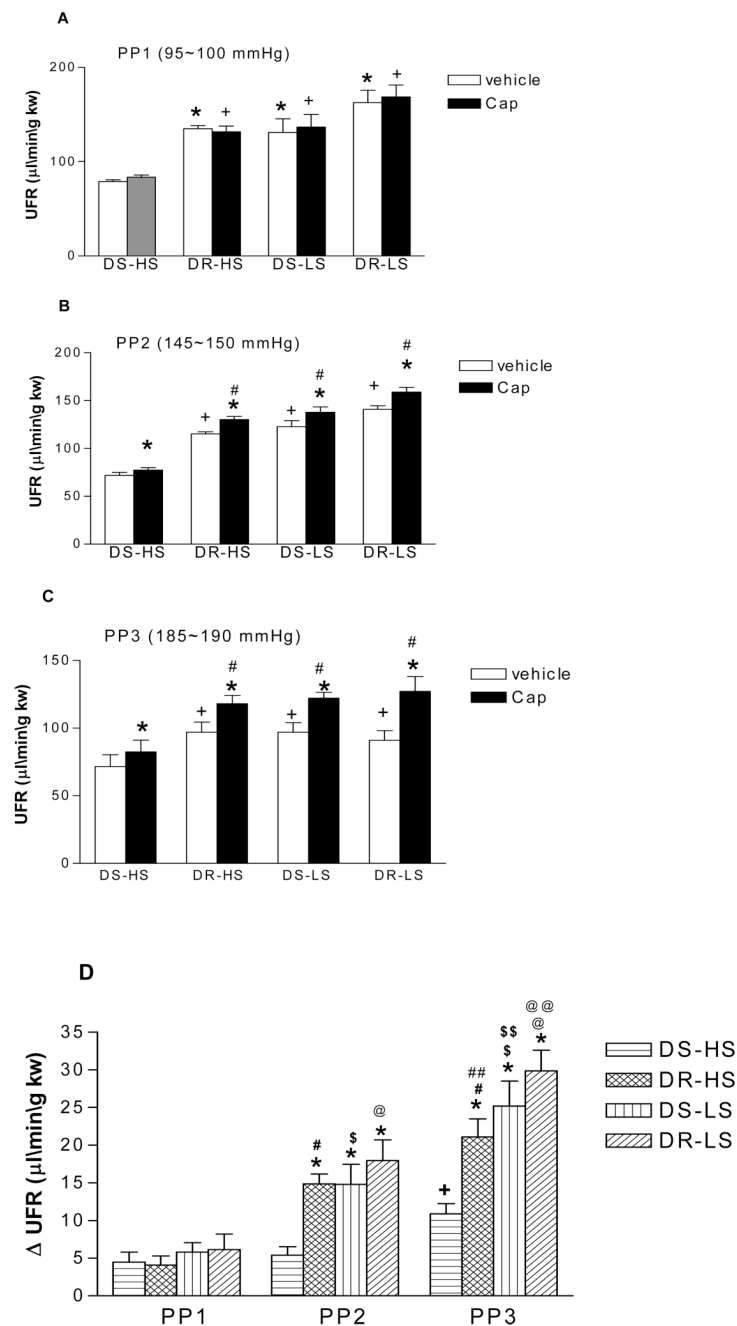 A
PP1 (95~100 mmHg)
200
100
0
UFR (μl\min\g kw)
* + * + * +
vehicle
Cap
DS-HS DR-HS DS-LS DR-LS
B
PP2 (145~150 mmHg)
200
150
100
50
0
UFR (μl\min\g kw)
# # #
* + * + * + *
vehicle
Cap
DS-HS DR-HS DS-LS DR-LS
C
PP3 (185~190 mmHg)
150
100
50
0
UFR (μl\min\g kw)
# # #
* + * + * + *
vehicle
Cap
DS-HS DR-HS DS-LS DR-LS
D
35
30
25
20
15
10
5
0
Δ UFR (μl\min\g kw)
# $ @
* * *
## $$ @ @
# $ @
+ * * *
DS-HS
DR-HS
DS-LS
DR-LS
PP1 PP2 PP3